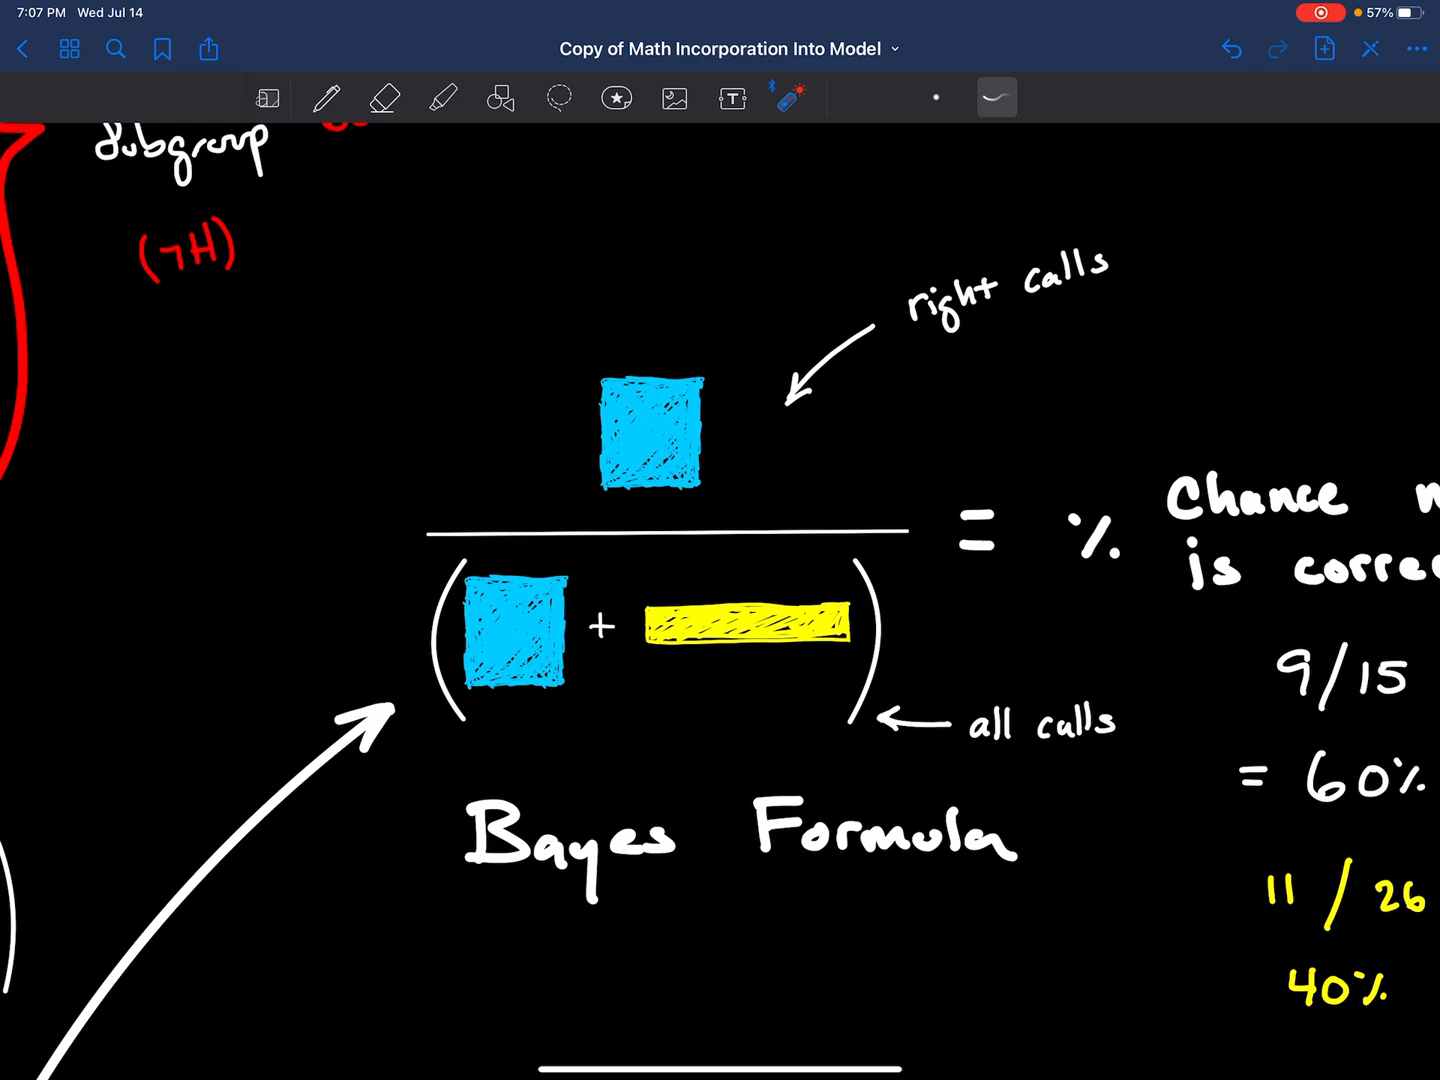 7:07 PM Wed Jul 14
57%
Copy of Math Incorporation Into Model
T
Subgroup
(¬H)
right calls
+
= % Chance
is correc
all calls
Bayes Formula
9/15
= 60%
11 / 26
40%